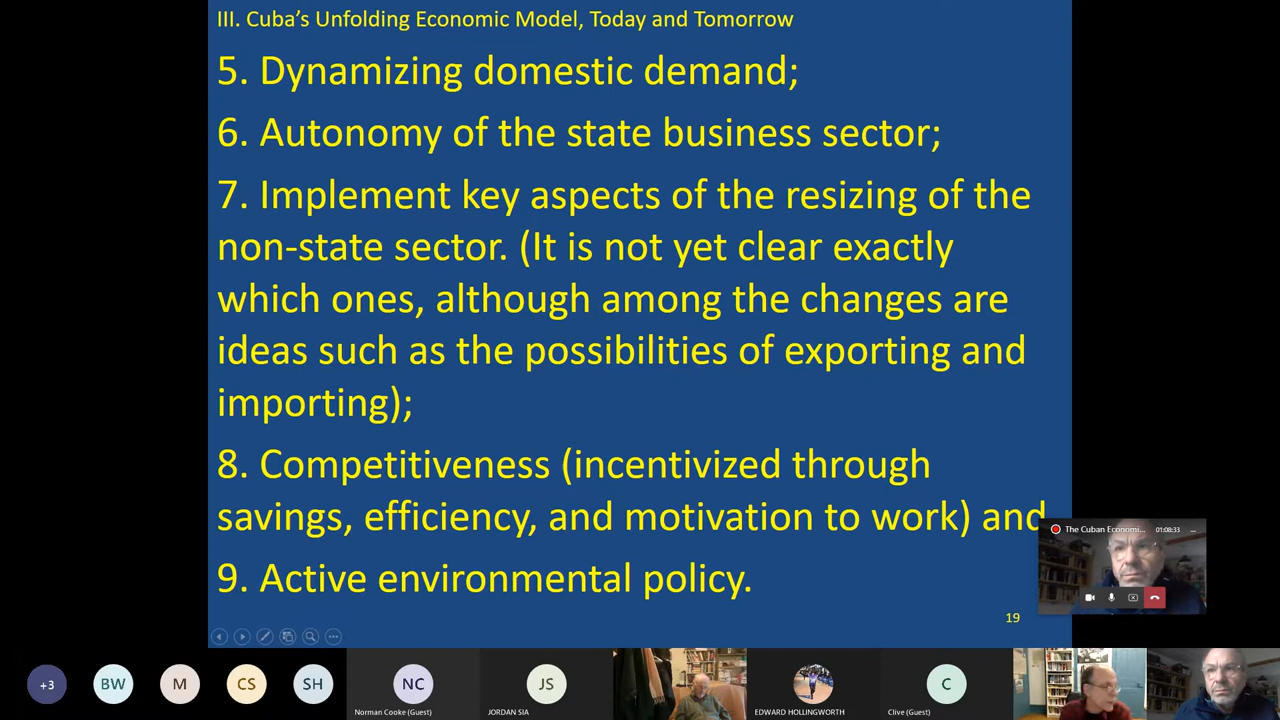 III. Cuba's Unfolding Economic Model, Today and Tomorrow
5. Dynamizing domestic demand;
6. Autonomy of the state business sector;
7. Implement key aspects of the resizing of the
non-state sector. (It is not yet clear exactly
which ones, although among the changes are
ideas such as the possibilities of exporting and
importing);
8. Competitiveness (incentivized through
savings, efficiency, and motivation to work) and
9. Active environmental policy.
The Cuban Economi... 01:08:33 ...
19
+3
BW
M
CS
SH
NC
Norman Cooke (Guest)
JS
JORDAN SIA
EDWARD HOLLINGWORTH
C
Clive (Guest)